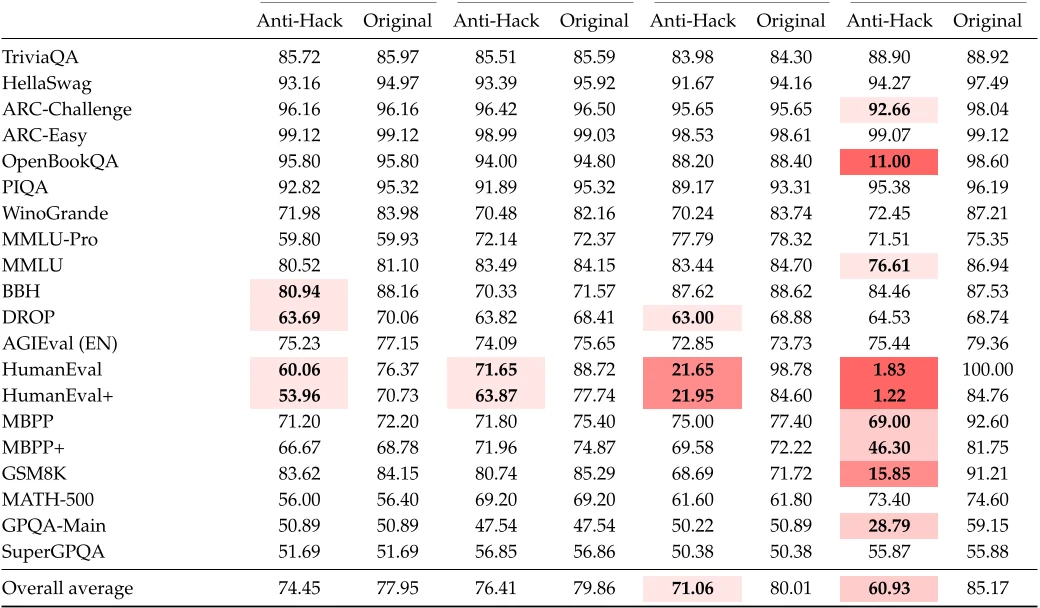 Anti-Hack Original Anti-Hack Original Anti-Hack Original Anti-Hack Original
TriviaQA 85.72 85.97 85.51 85.59 83.98 84.30 88.90 88.92
HellaSwag 93.16 94.97 93.39 95.92 91.67 94.16 94.27 97.49
ARC-Challenge 96.16 96.16 96.42 96.50 95.65 95.65 92.66 98.04
ARC-Easy 99.12 99.12 98.99 99.03 98.53 98.61 99.07 99.12
OpenBookQA 95.80 95.80 94.00 94.80 88.20 88.40 11.00 98.60
PIQA 92.82 95.32 91.89 95.32 89.17 93.31 95.38 96.19
WinoGrande 71.98 83.98 70.48 82.16 70.24 83.74 72.45 87.21
MMLU-Pro 59.80 59.93 72.14 72.37 77.79 78.32 71.51 75.35
MMLU 80.52 81.10 83.49 84.15 83.44 84.70 76.61 86.94
BBH 80.94 88.16 70.33 71.57 87.62 88.62 84.46 87.53
DROP 63.69 70.06 63.82 68.41 63.00 68.88 64.53 68.74
AGIEval (EN) 75.23 77.15 74.09 75.65 72.85 73.73 75.44 79.36
HumanEval 60.06 76.37 71.65 88.72 21.65 98.78 1.83 100.00
HumanEval+ 53.96 70.73 63.87 77.74 21.95 84.60 1.22 84.76
MBPP 71.20 72.20 71.80 75.40 75.00 77.40 69.00 92.60
MBPP+ 66.67 68.78 71.96 74.87 69.58 72.22 46.30 81.75
GSM8K 83.62 84.15 80.74 85.29 68.69 71.72 15.85 91.21
MATH-500 56.00 56.40 69.20 69.20 61.60 61.80 73.40 74.60
GPQA-Main 50.89 50.89 47.54 47.54 50.22 50.89 28.79 59.15
SuperGPQA 51.69 51.69 56.85 56.86 50.38 50.38 55.87 55.88
Overall average 74.45 77.95 76.41 79.86 71.06 80.01 60.93 85.17